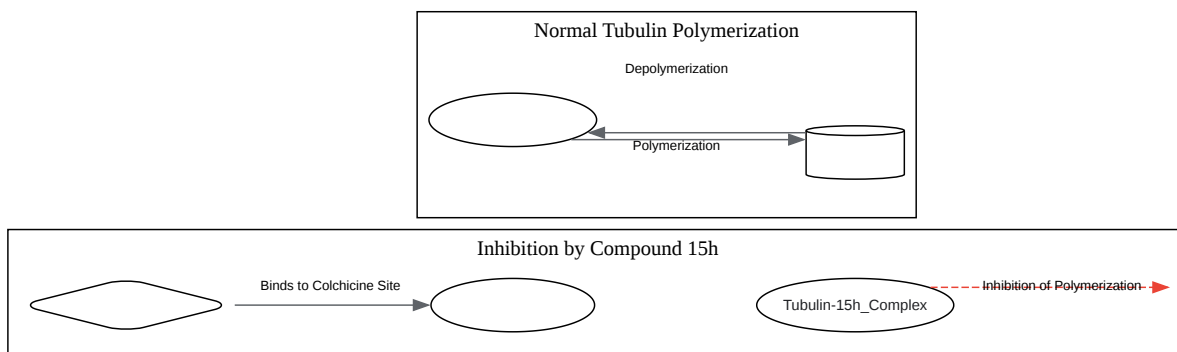 Normal Tubulin Polymerization
Depolymerization
Polymerization
Inhibition by Compound 15h
Binds to Colchicine Site
Tubulin-15h_Complex
Inhibition of Polymerization